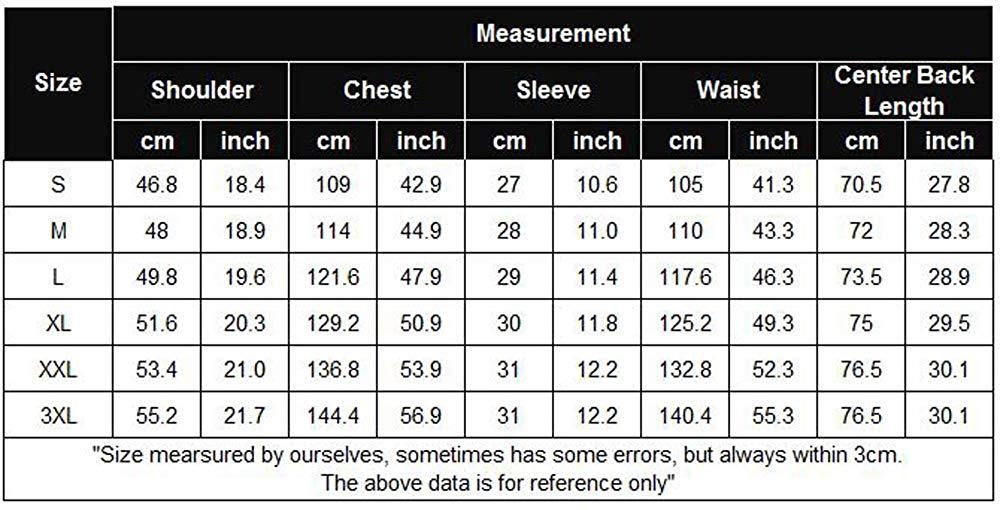 Measurement
Size
Shoulder Chest Sleeve Waist Center Back Length
cm inch cm inch cm inch cm inch cm inch
S 46.8 18.4 109 42.9 27 10.6 105 41.3 70.5 27.8
M 48 18.9 114 44.9 28 11.0 110 43.3 72 28.3
L 49.8 19.6 121.6 47.9 29 11.4 117.6 46.3 73.5 28.9
XL 51.6 20.3 129.2 50.9 30 11.8 125.2 49.3 75 29.5
XXL 53.4 21.0 136.8 53.9 31 12.2 132.8 52.3 76.5 30.1
3XL 55.2 21.7 144.4 56.9 31 12.2 140.4 55.3 76.5 30.1
"Size mearsured by ourselves, sometimes has some errors, but always within 3cm.
The above data is for reference only"